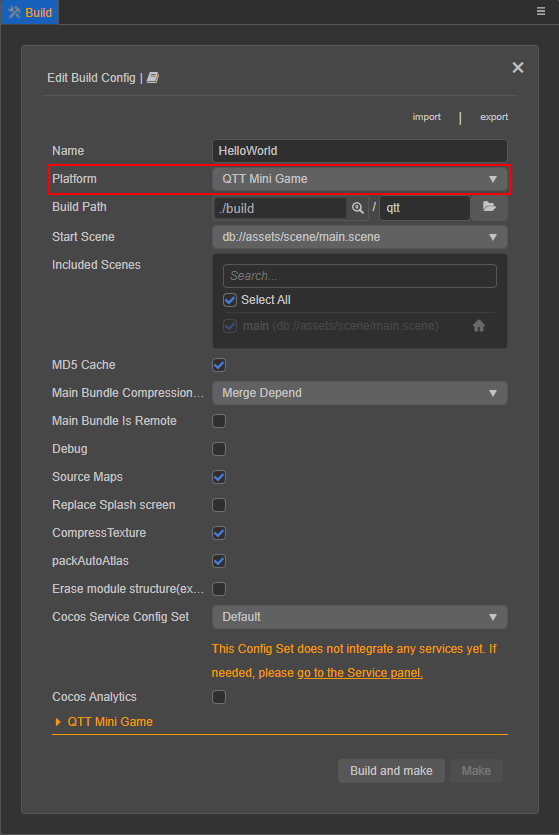 Build
Edit Build Config |
import | export
Name HelloWorld
Platform QTT Mini Game
Build Path ./build / qtt
Start Scene db://assets/scene/main.scene
Included Scenes
Search...
Select All
main (db://assets/scene/main.scene)
MD5 Cache
Main Bundle Compression... Merge Depend
Main Bundle Is Remote
Debug
Source Maps
Replace Splash screen
CompressTexture
packAutoAtlas
Erase module structure(ex...
Cocos Service Config Set Default
This Config Set does not integrate any services yet. If
needed, please go to the Service panel.
Cocos Analytics
QTT Mini Game
Build and make Make